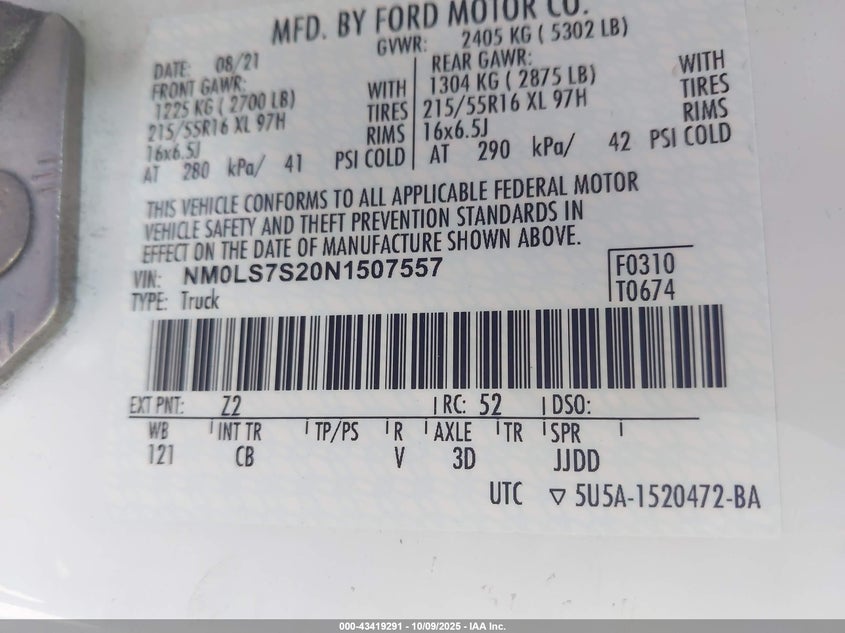 MFD. BY FORD MOTOR CO.
DATE: 08/21 GVWR: 2405 KG ( 5302 LB)
FRONT GAWR: REAR GAWR:
1225 KG ( 2700 LB) WITH 1304 KG ( 2875 LB) WITH
215/55R16 XL 97H TIRES 215/55R16 XL 97H TIRES
16x6.5J RIMS 16x6.5J RIMS
AT 280 kPa/ 41 PSI COLD AT 290 kPa/ 42 PSI COLD
THIS VEHICLE CONFORMS TO ALL APPLICABLE FEDERAL MOTOR
VEHICLE SAFETY AND THEFT PREVENTION STANDARDS IN
EFFECT ON THE DATE OF MANUFACTURE SHOWN ABOVE.
VIN: NM0LS7S20N1507557 F0310
TYPE: Truck T0674
EXT PNT: Z2 RC: 52 DSO:
WB INT TR TP/PS R AXLE TR SPR
121 CB V 3D JJDD
UTC ▽ 5U5A-1520472-BA
000-43419291 - 10/09/2025 - IAA Inc.